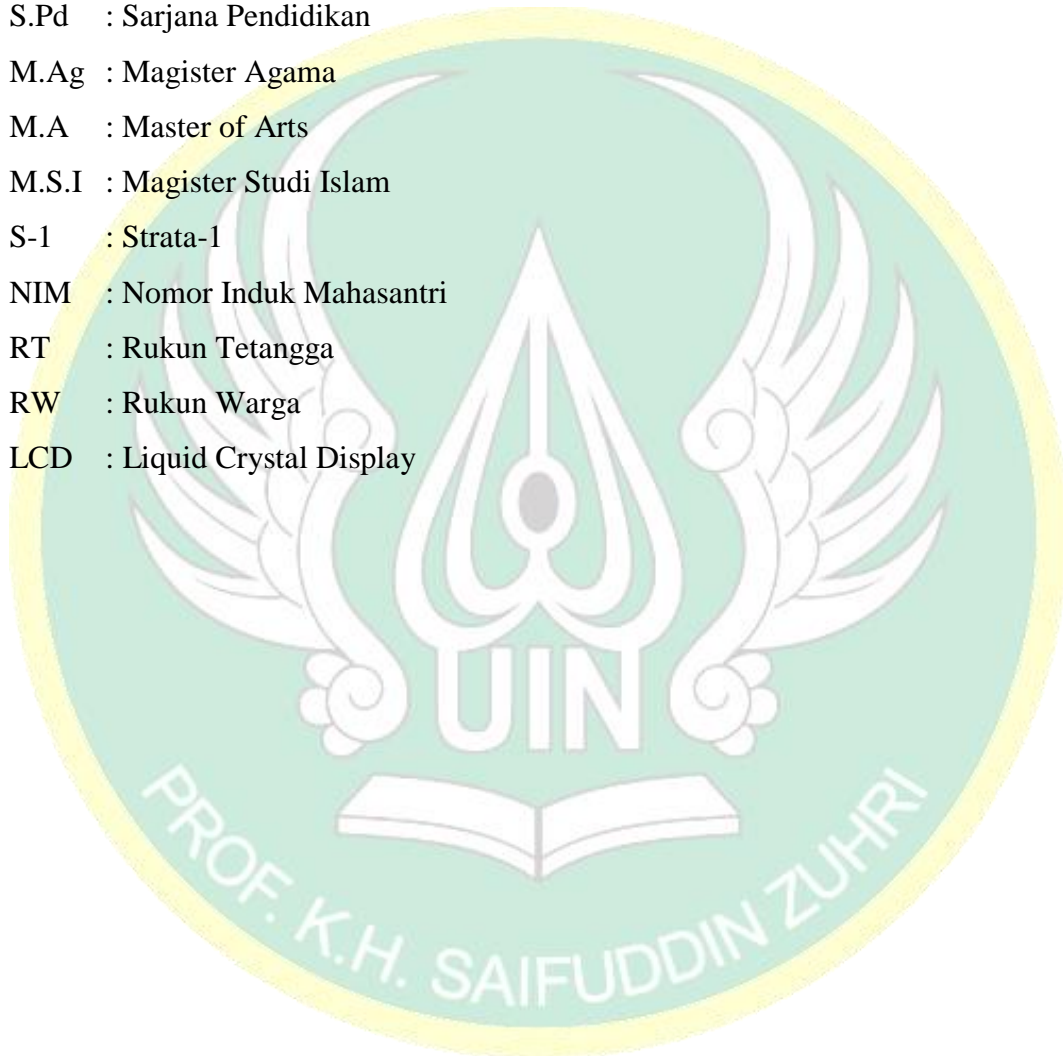 S.Pd : Sarjana Pendidikan
M.Ag : Magister Agama
M.A : Master of Arts
M.S.I : Magister Studi Islam
S-1 : Strata-1
NIM : Nomor Induk Mahasantri
RT : Rukun Tetangga
RW : Rukun Warga
LCD : Liquid Crystal Display
UIN
PROF. K.H. SAIFUDDIN ZUHRI